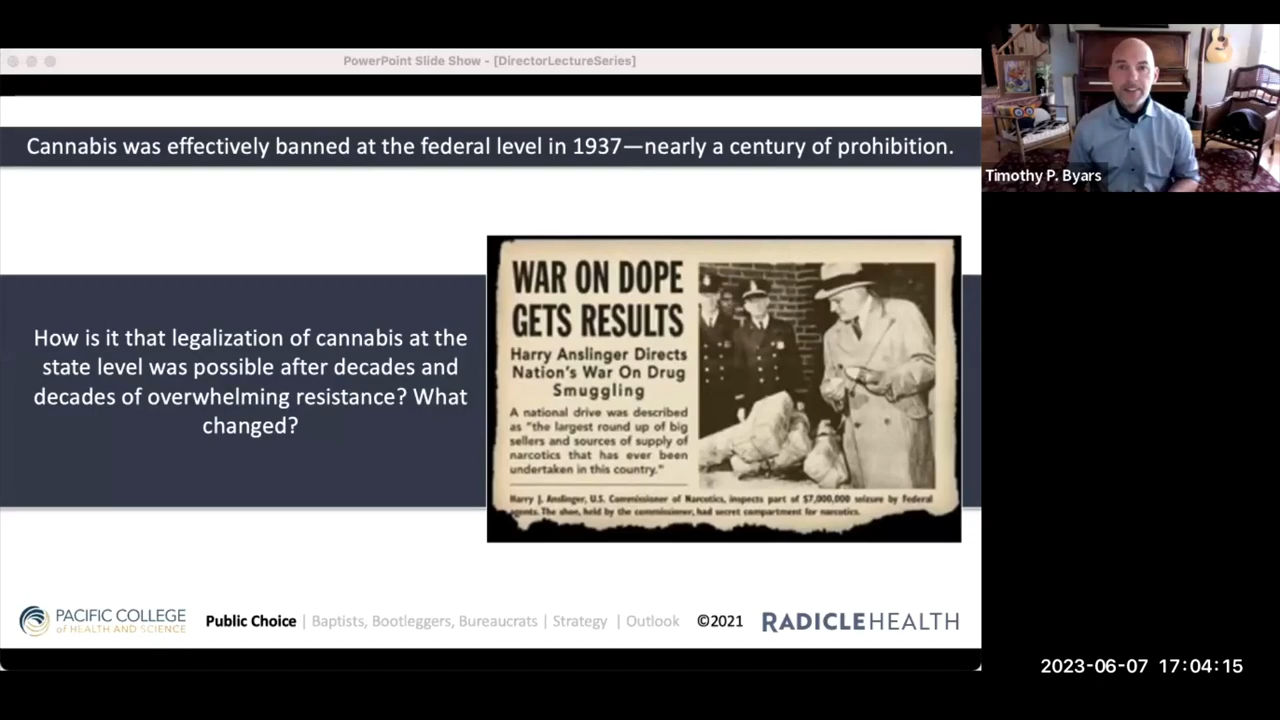 PowerPoint Slide Show - [DirectorLectureSeries]
Cannabis was effectively banned at the federal level in 1937—nearly a century of prohibition.
Timothy P. Byars
How is it that legalization of cannabis at the
state level was possible after decades and
decades of overwhelming resistance? What
changed?
WAR ON DOPE
GETS RESULTS
Harry Anslinger Directs
Nation's War On Drug
Smuggling
A national drive was described
as "the largest round up of big
sellers and sources of supply of
narcotics that has ever been
undertaken in this country."
Harry J. Anslinger, U.S. Commissioner of Narcotics, inspects part of $7,000,000 seizure by Federal
agents. The shoe, held by the commissioner, had secret compartment for narcotics.
PACIFIC COLLEGE
of HEALTH AND SCIENCE
Public Choice | Baptists, Bootleggers, Bureaucrats | Strategy | Outlook ©2021
RADICLEHEALTH
2023-06-07 17:04:15